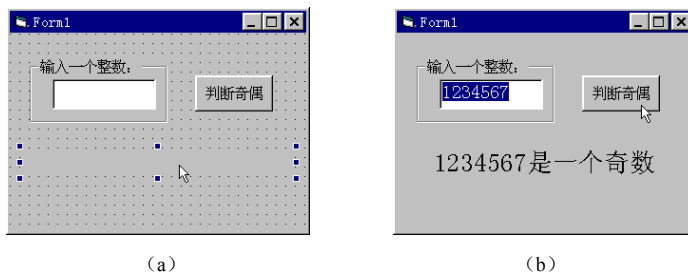 Form1
输入一个整数：
判断奇偶
（a）
Form1
输入一个整数：
1234567
判断奇偶
1234567是一个奇数
（b）